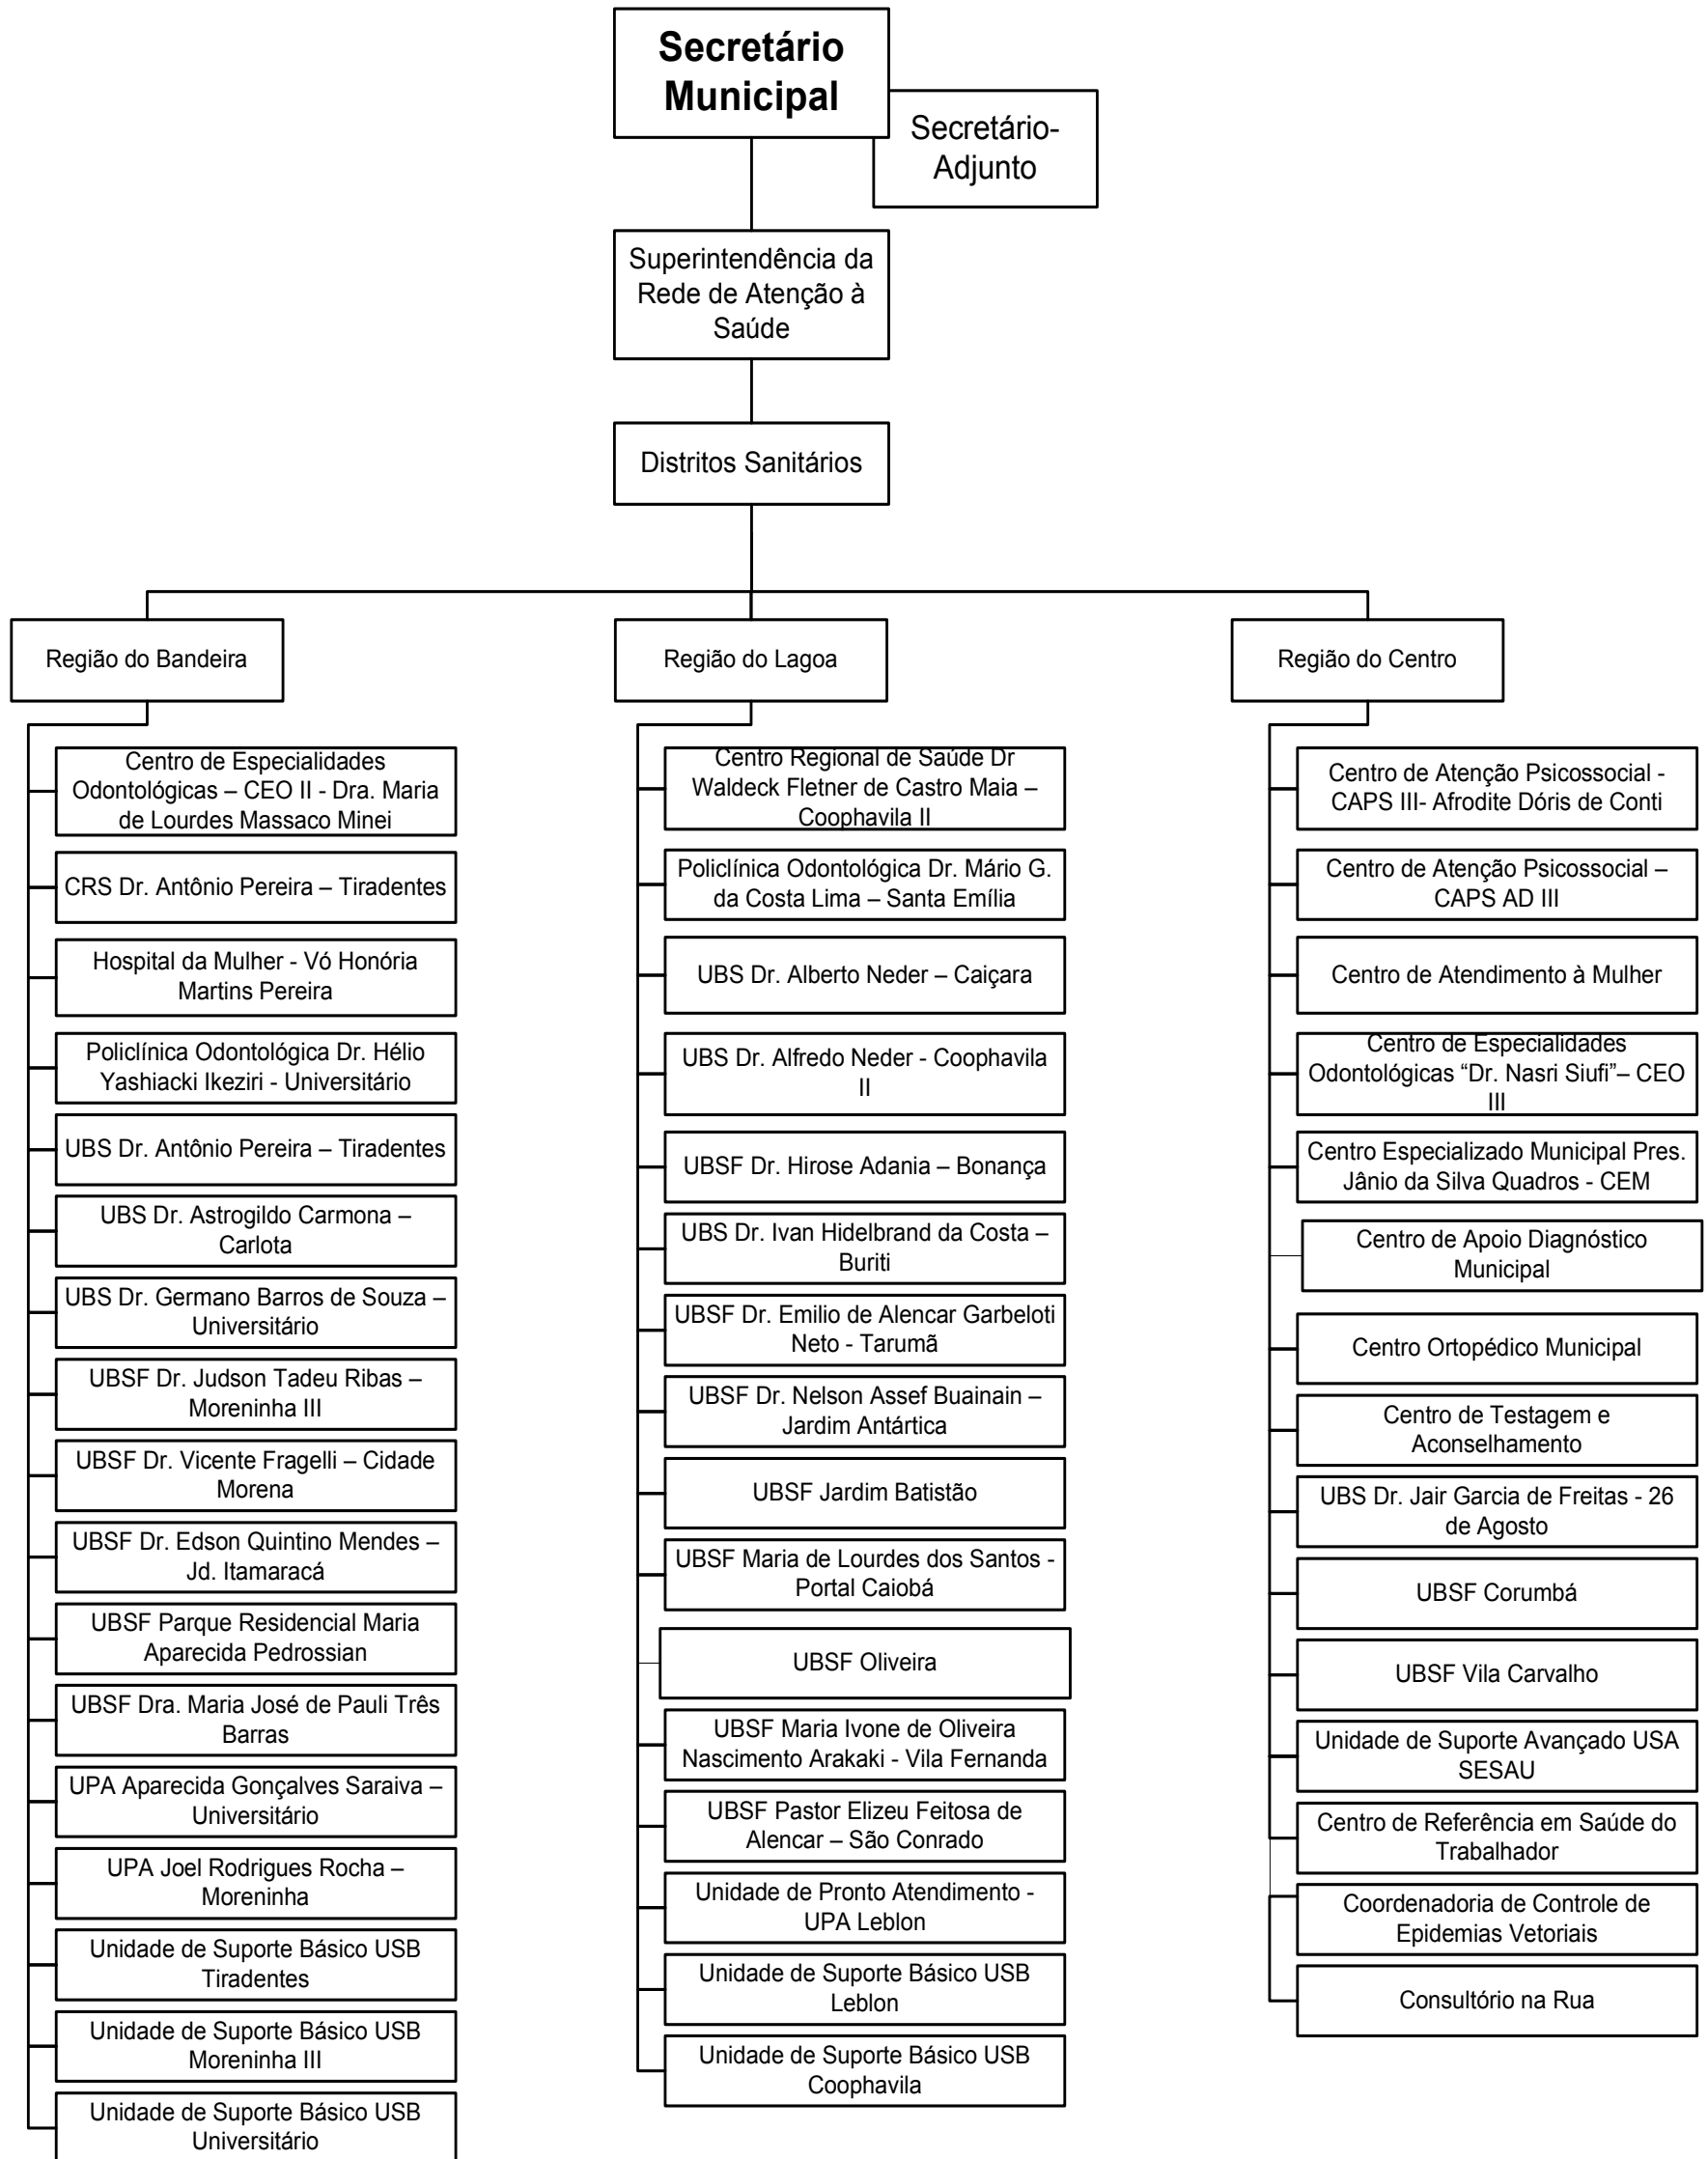 Secretário
Municipal
Secretário-
Adjunto
Superintendência da
Rede de Atenção à
Saúde
Distritos Sanitários
Região do Bandeira
Centro de Especialidades
Odontológicas – CEO II - Dra. Maria
de Lourdes Massaco Minei
CRS Dr. Antônio Pereira – Tiradentes
Hospital da Mulher - Vó Honória
Martins Pereira
Policlínica Odontológica Dr. Hélio
Yashiacki Ikeziri - Universitário
UBS Dr. Antônio Pereira – Tiradentes
UBS Dr. Astrogildo Carmona –
Carlota
UBS Dr. Germano Barros de Souza –
Universitário
UBSF Dr. Judson Tadeu Ribas –
Moreninha III
UBSF Dr. Vicente Fragelli – Cidade
Morena
UBSF Dr. Edson Quintino Mendes –
Jd. Itamaracá
UBSF Parque Residencial Maria
Aparecida Pedrossian
UBSF Dra. Maria José de Pauli Três
Barras
UPA Aparecida Gonçalves Saraiva –
Universitário
UPA Joel Rodrigues Rocha –
Moreninha
Unidade de Suporte Básico USB
Tiradentes
Unidade de Suporte Básico USB
Moreninha III
Unidade de Suporte Básico USB
Universitário
Região do Lagoa
Centro Regional de Saúde Dr
Waldeck Fletner de Castro Maia –
Coophavila II
Policlínica Odontológica Dr. Mário G.
da Costa Lima – Santa Emília
UBS Dr. Alberto Neder – Caiçara
UBS Dr. Alfredo Neder - Coophavila
II
UBSF Dr. Hirose Adania – Bonança
UBS Dr. Ivan Hidelbrand da Costa –
Buriti
UBSF Dr. Emilio de Alencar Garbeloti
Neto - Tarumã
UBSF Dr. Nelson Assef Buainain –
Jardim Antártica
UBSF Jardim Batistão
UBSF Maria de Lourdes dos Santos -
Portal Caiobá
UBSF Oliveira
UBSF Maria Ivone de Oliveira
Nascimento Arakaki - Vila Fernanda
UBSF Pastor Elizeu Feitosa de
Alencar – São Conrado
Unidade de Pronto Atendimento -
UPA Leblon
Unidade de Suporte Básico USB
Leblon
Unidade de Suporte Básico USB
Coophavila
Região do Centro
Centro de Atenção Psicossocial -
CAPS III- Afrodite Dóris de Conti
Centro de Atenção Psicossocial –
CAPS AD III
Centro de Atendimento à Mulher
Centro de Especialidades
Odontológicas “Dr. Nasri Siufi”– CEO
III
Centro Especializado Municipal Pres.
Jânio da Silva Quadros - CEM
Centro de Apoio Diagnóstico
Municipal
Centro Ortopédico Municipal
Centro de Testagem e
Aconselhamento
UBS Dr. Jair Garcia de Freitas - 26
de Agosto
UBSF Corumbá
UBSF Vila Carvalho
Unidade de Suporte Avançado USA
SESAU
Centro de Referência em Saúde do
Trabalhador
Coordenadoria de Controle de
Epidemias Vetoriais
Consultório na Rua